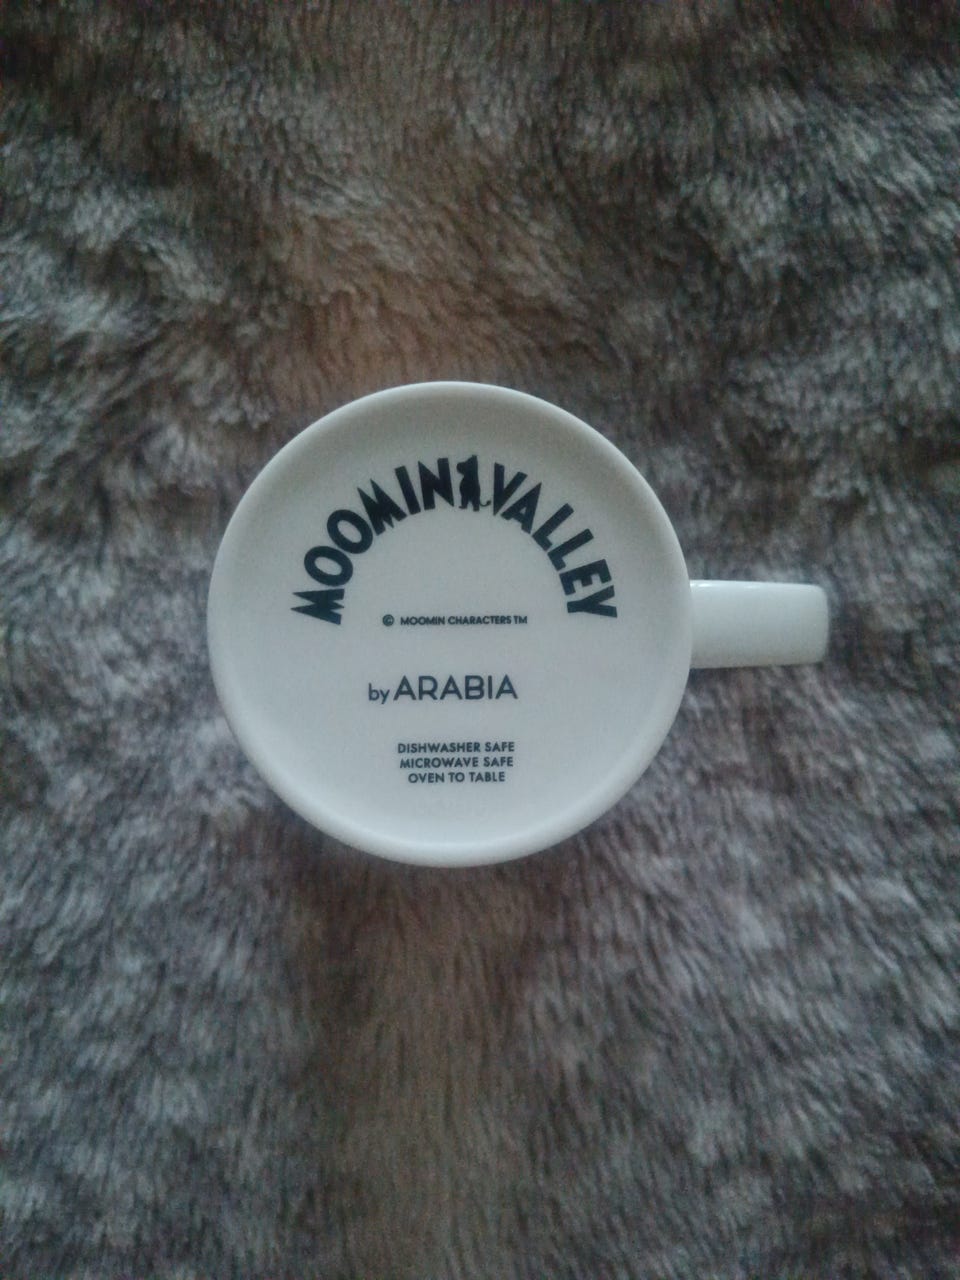 MOOMINVALLEY
© MOOMIN CHARACTERS TM
by ARABIA
DISHWASHER SAFE
MICROWAVE SAFE
OVEN TO TABLE